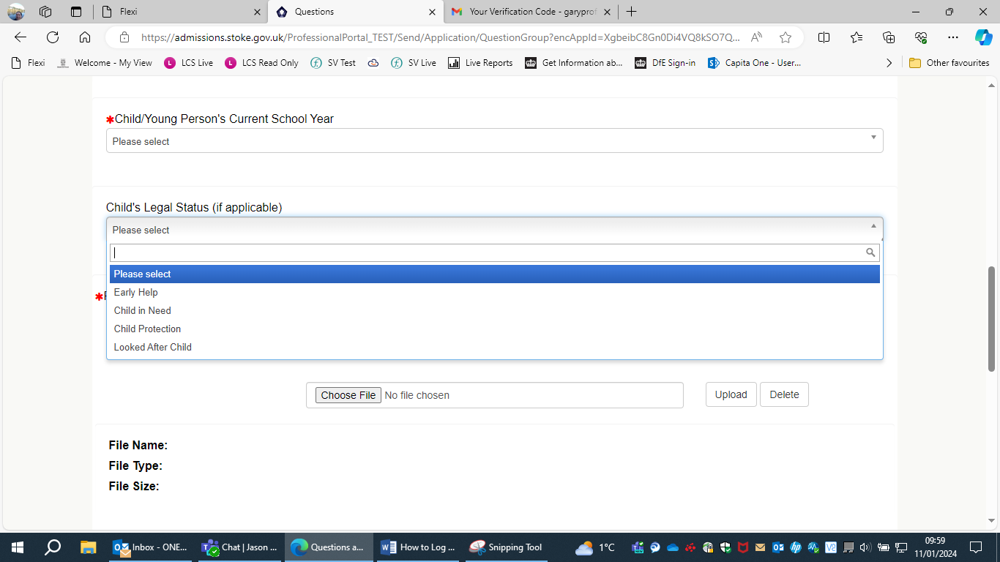 Flexi
Questions
Your Verification Code - garyprof
https://admissions.stoke.gov.uk/ProfessionalPortal_TEST/Send/Application/QuestionGroup?encAppId=XgbeibC8Gn0Di4VQ8kSO7Q...
Flexi
Welcome - My View
L LCS Live
L LCS Read Only
SV Test
SV Live
Live Reports
Get Information ab...
DfE Sign-in
Capita One - User...
Other favourites
*Child/Young Person's Current School Year
Please select
Child's Legal Status (if applicable)
Please select
Please select
Early Help
Child in Need
Child Protection
Looked After Child
Choose File No file chosen
Upload
Delete
File Name:
File Type:
File Size:
Inbox - ONE...
Chat | Jason ...
Questions a...
How to Log ...
Snipping Tool
1°C
09:59
11/01/2024